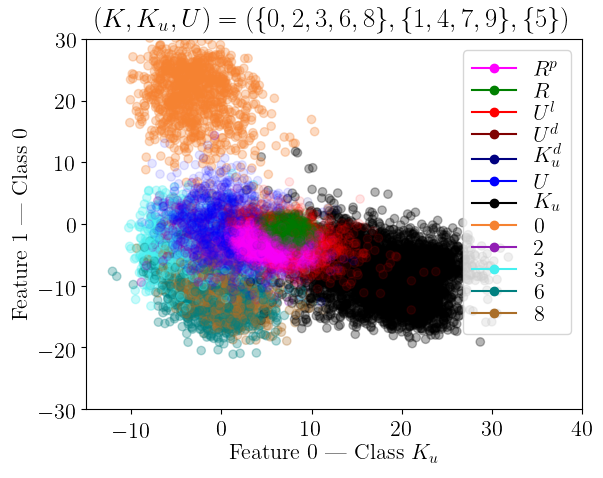 (K, K_u, U) = ({0, 2, 3, 6, 8}, {1, 4, 7, 9}, {5})
30
20
10
0
−10
−20
−30
Feature 1 — Class 0
R^p
R
U^l
U^d
K_u^d
U
K_u
0
2
3
6
8
−10 0 10 20 30 40
Feature 0 — Class K_u